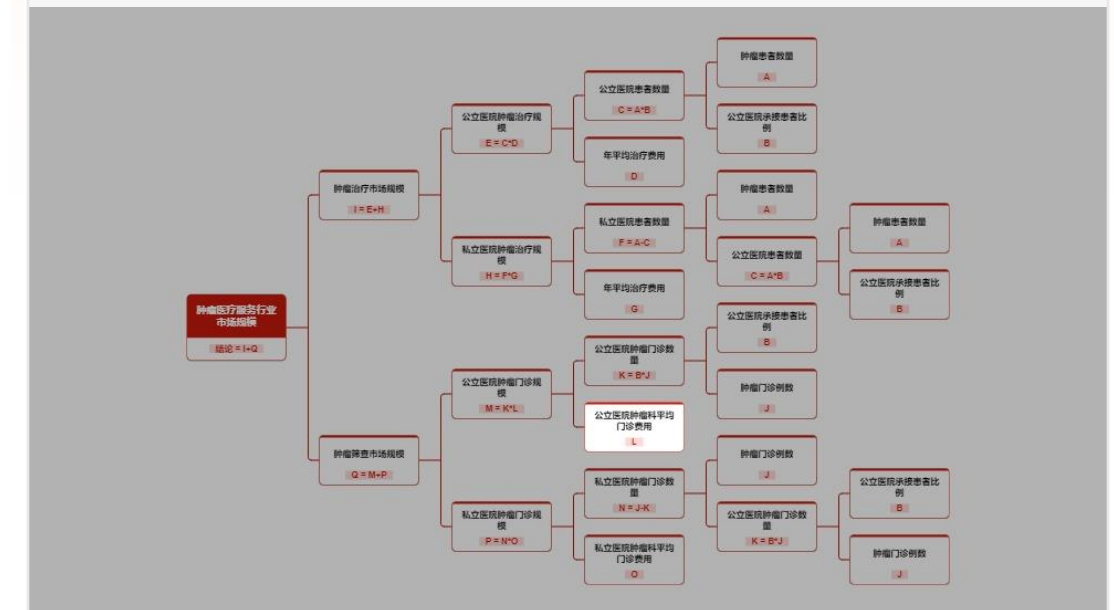 肿瘤医疗服务行业
市场规模
结论 = I+Q
肿瘤治疗市场规模
I = E+H
公立医院肿瘤治疗规
模
E = C*D
公立医院患者数量
C = A*B
肿瘤患者数量
A
公立医院承接患者比
例
B
年平均治疗费用
D
私立医院肿瘤治疗规
模
H = F*G
私立医院患者数量
F = A-C
肿瘤患者数量
A
公立医院患者数量
C = A*B
肿瘤患者数量
A
公立医院承接患者比
例
B
年平均治疗费用
G
肿瘤筛查市场规模
Q = M+P
公立医院肿瘤门诊规
模
M = K*L
公立医院肿瘤门诊数
量
K = B*J
公立医院承接患者比
例
B
肿瘤门诊例数
J
公立医院肿瘤科平均
门诊费用
L
私立医院肿瘤门诊规
模
P = N*O
私立医院肿瘤门诊数
量
N = J-K
肿瘤门诊例数
J
公立医院肿瘤门诊数
量
K = B*J
公立医院承接患者比
例
B
肿瘤门诊例数
J
私立医院肿瘤科平均
门诊费用
O